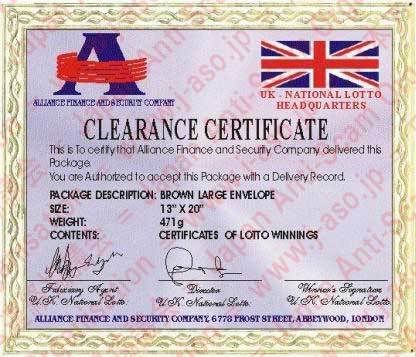 ALLIANCE FINANCE AND SECURITY COMPANY
UK - NATIONAL LOTTO
HEADQUARTERS
CLEARANCE CERTIFICATE
This is To certify that Alliance Finance and Security Company delivered this
Package.
You are Authorized to accept this Package with a Delivery Record.
PACKAGE DESCRIPTION: BROWN LARGE ENVELOPE
SIZE: 13" X 20"
WEIGHT: 471g
CONTENTS: CERTIFICATES OF LOTTO WINNINGS
Fiduciary Agent Director Winner's Signature
U.K. National Lotto. U.K. National Lotto U.K. National Lotto.
ALLIANCE FINANCE AND SECURITY COMPANY, 6778 FROST STREET, ABBEYWOOD, LONDON